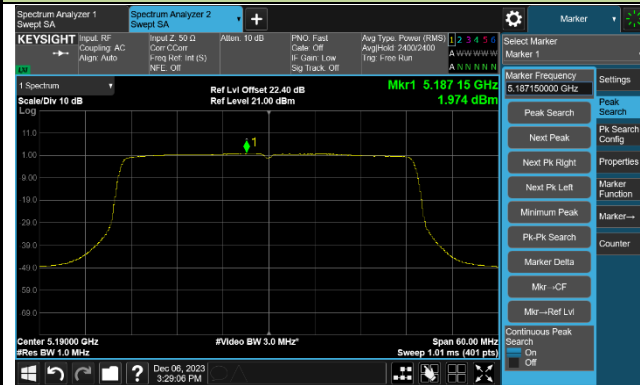 Spectrum Analyzer 1
Swept SA
Spectrum Analyzer 2
Swept SA
+
Marker
KEYSIGHT
Input: RF
Coupling: AC
Align: Auto
Input Z: 50 Ω
Corr CCorr
Freq Ref: Int (S)
NFE: Off
Atten: 10 dB
PNO: Fast
Gate: Off
IF Gain: Low
Sig Track: Off
Avg Type: Power (RMS)
Avg|Hold: 2400/2400
Trig: Free Run
1 2 3 4 5 6
A W W W W W
A N N N N N
LXI
Select Marker
Marker 1
1 Spectrum
Scale/Div 10 dB
Ref Lvl Offset 22.40 dB
Ref Level 21.00 dBm
Mkr1 5.187 15 GHz
1.974 dBm
Log
11.0
1.00
-9.00
-19.0
-29.0
-39.0
-49.0
-59.0
-69.0
1
Center 5.19000 GHz
#Res BW 1.0 MHz
#Video BW 3.0 MHz*
Span 60.00 MHz
Sweep 1.01 ms (401 pts)
Marker Frequency
5.187150000 GHz
Peak Search
Next Peak
Next Pk Right
Next Pk Left
Minimum Peak
Pk-Pk Search
Marker Delta
Mkr→CF
Mkr→Ref Lvl
Continuous Peak
Search
On
Off
Settings
Peak
Search
Pk Search
Config
Properties
Marker
Function
Marker→
Counter
?
Dec 06, 2023
3:29:06 PM